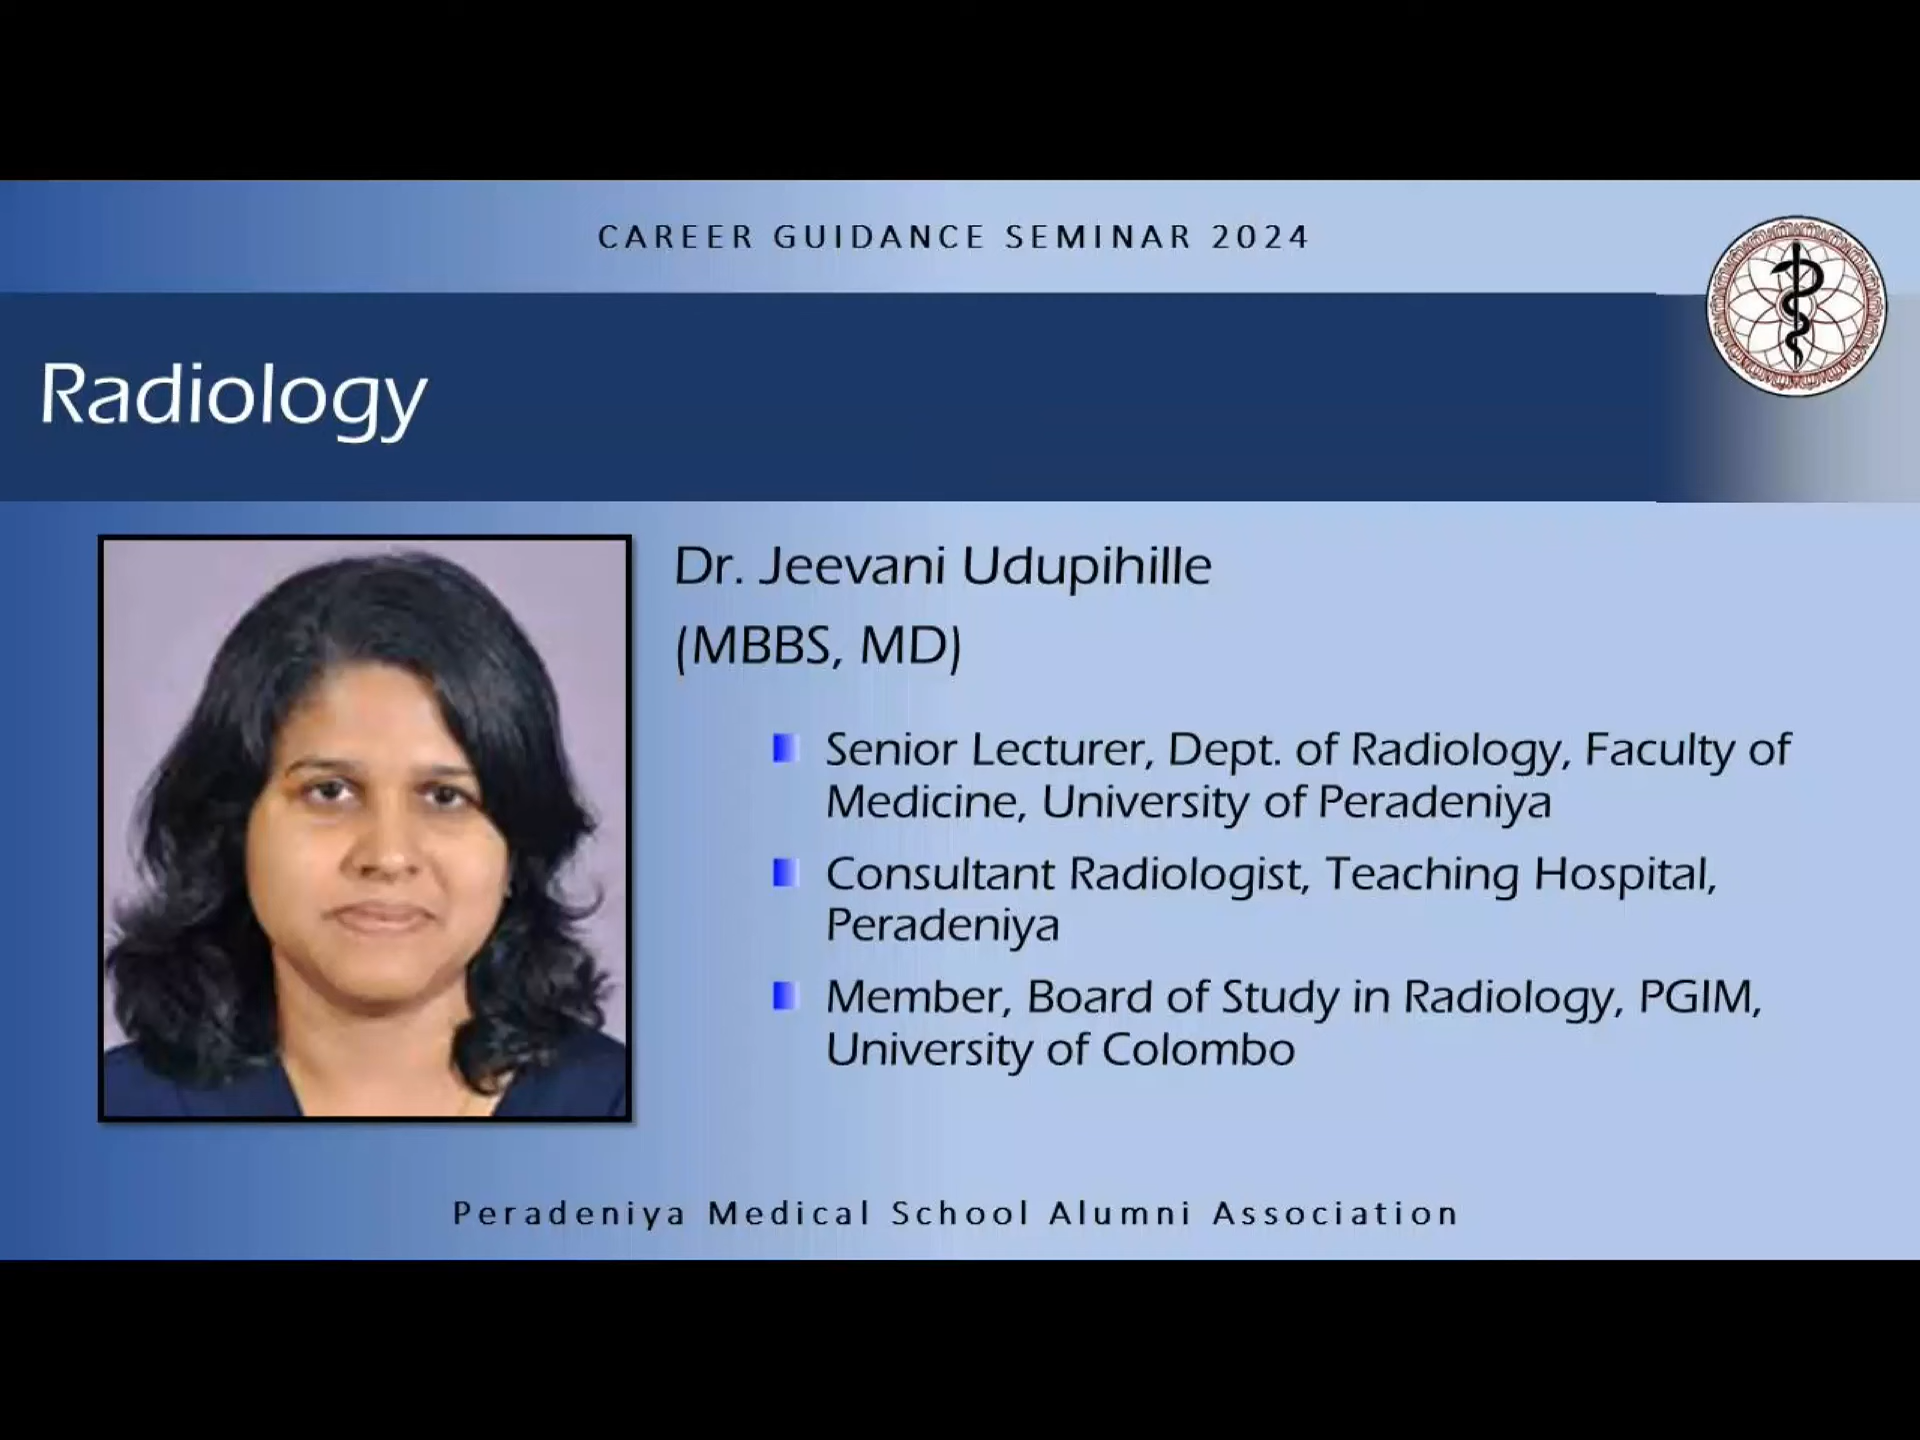 CAREER GUIDANCE SEMINAR 2024
Radiology
Dr. Jeevani Udupihille
(MBBS, MD)
Senior Lecturer, Dept. of Radiology, Faculty of
Medicine, University of Peradeniya
Consultant Radiologist, Teaching Hospital,
Peradeniya
Member, Board of Study in Radiology, PGIM,
University of Colombo
Peradeniya Medical School Alumni Association